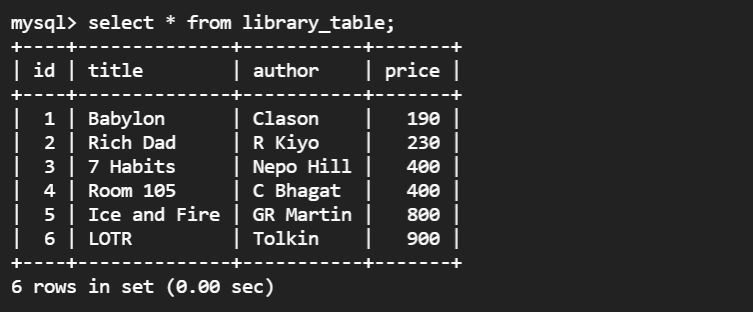 mysql> select * from library_table;
+----+--------------+-----------+-------+
| id | title        | author    | price |
+----+--------------+-----------+-------+
|  1 | Babylon      | Clason    |   190 |
|  2 | Rich Dad     | R Kiyo    |   230 |
|  3 | 7 Habits     | Nepo Hill |   400 |
|  4 | Room 105     | C Bhagat  |   400 |
|  5 | Ice and Fire | GR Martin |   800 |
|  6 | LOTR         | Tolkin    |   900 |
+----+--------------+-----------+-------+
6 rows in set (0.00 sec)